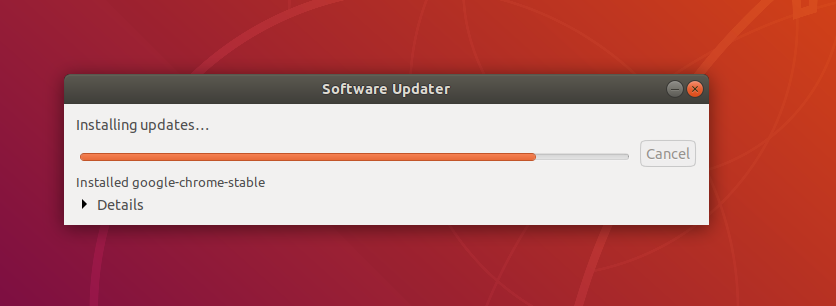 Software Updater
Installing updates...
Cancel
Installed google-chrome-stable
Details